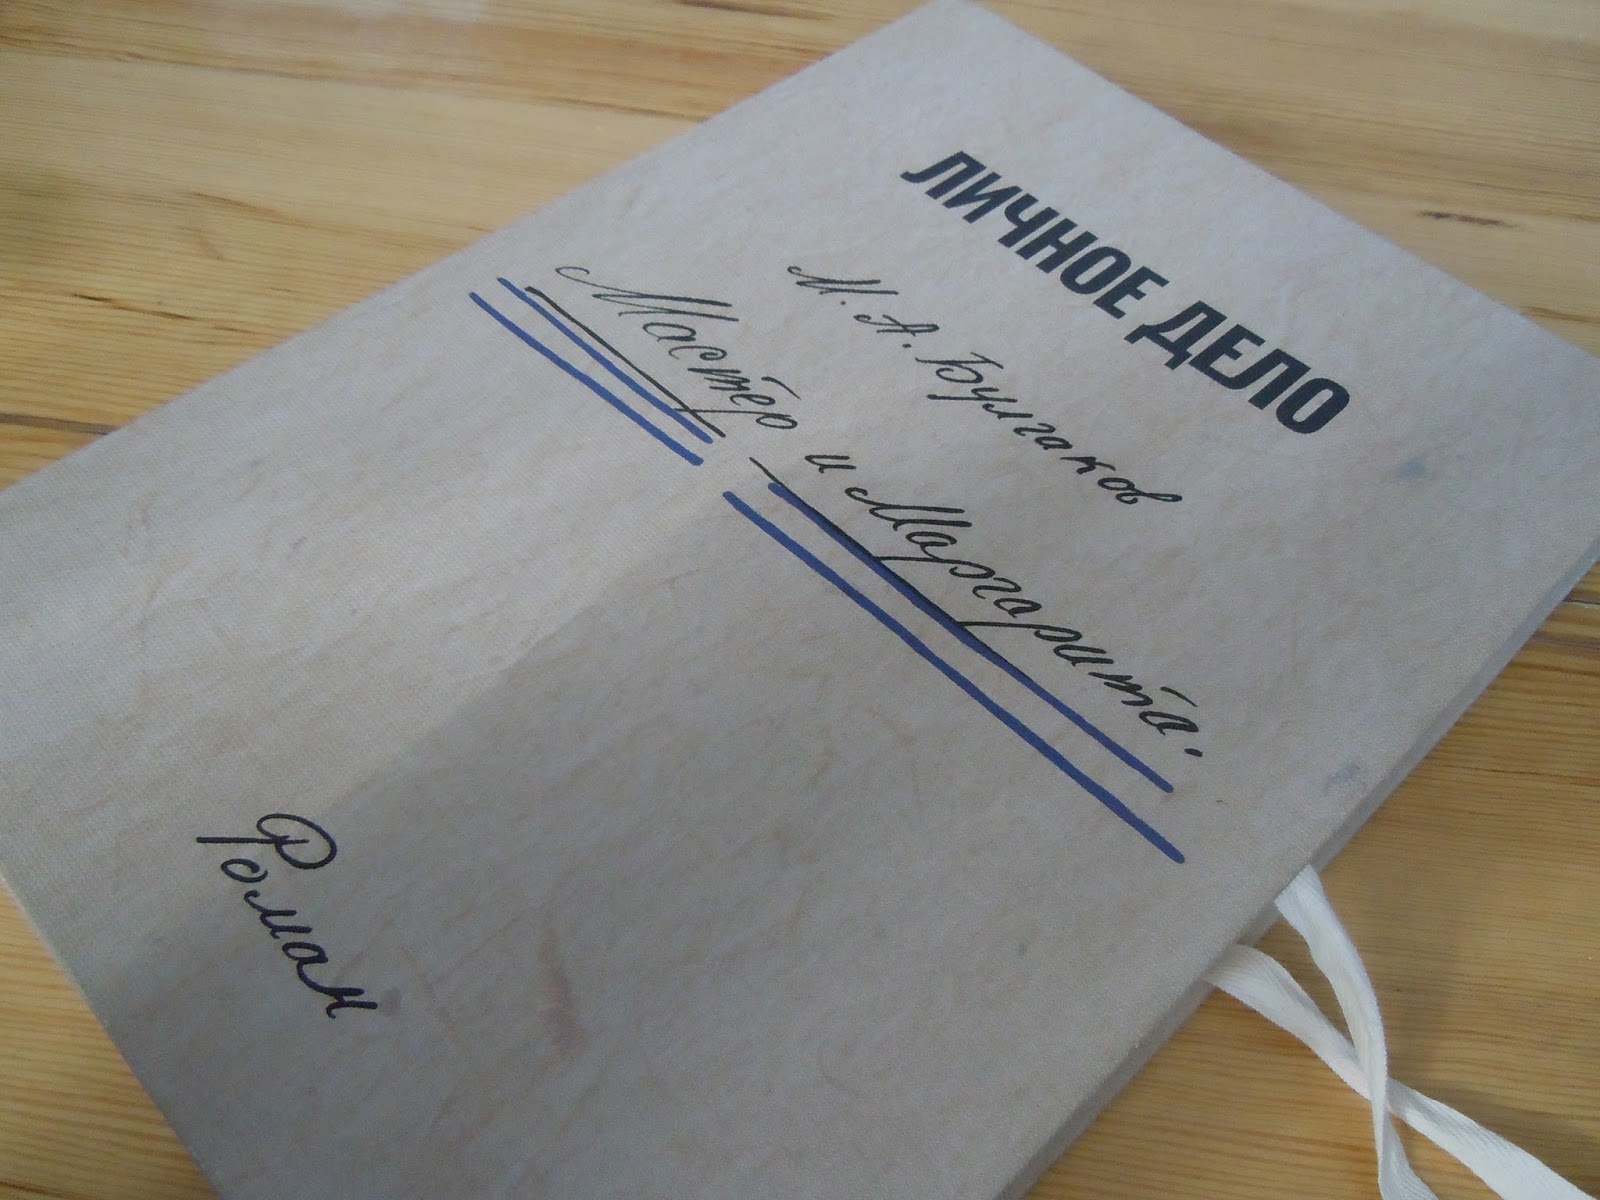 ЛИЧНОЕ ДЕЛО
М. А. Булгаков
Мастер и Маргарита.
Роман